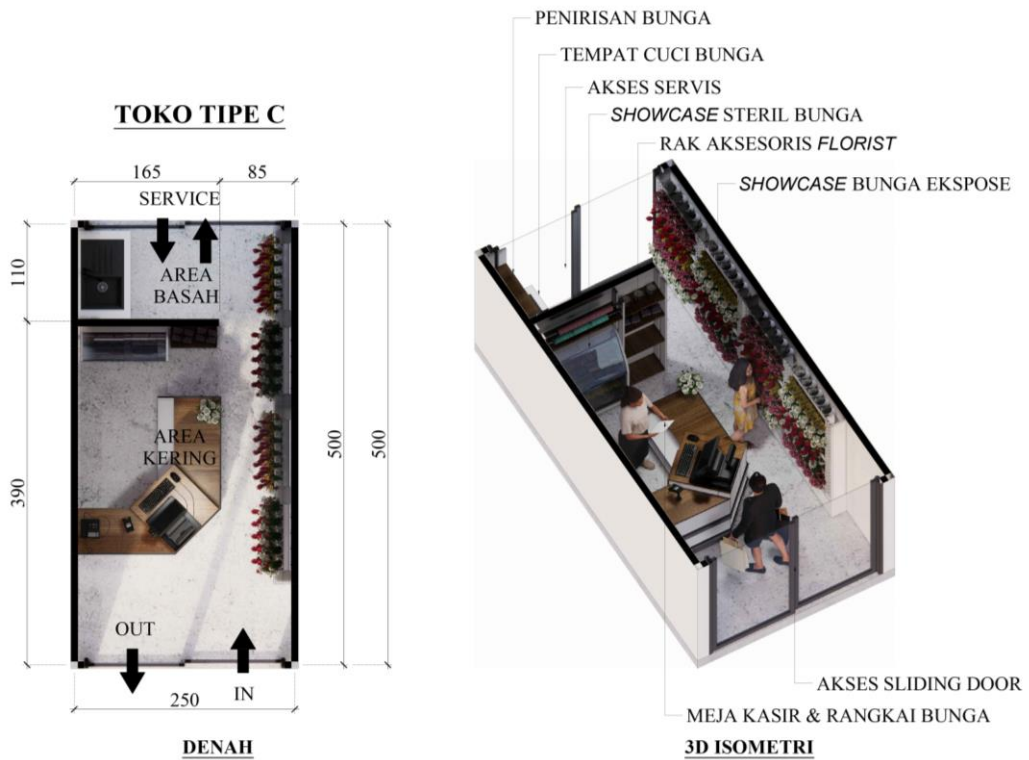 TOKO TIPE C
165
85
SERVICE
110
AREA
BASAH
AREA
KERING
390
500
500
OUT
IN
250
DENAH
PENIRISAN BUNGA
TEMPAT CUCI BUNGA
AKSES SERVIS
SHOWCASE STERIL BUNGA
RAK AKSESORIS FLORIST
SHOWCASE BUNGA EKSPOSE
AKSES SLIDING DOOR
MEJA KASIR & RANGKAI BUNGA
3D ISOMETRI